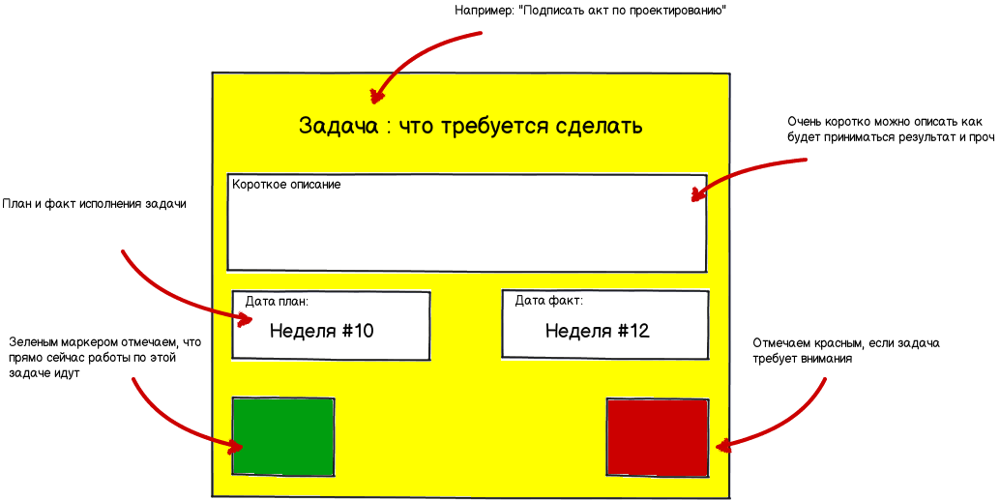 Например: "Подписать акт по проектированию"
Задача : что требуется сделать
Очень коротко можно описать как
будет приниматься результат и проч
Короткое описание
План и факт исполнения задачи
Дата план:
Неделя #10
Дата факт:
Неделя #12
Зеленым маркером отмечаем, что
прямо сейчас работы по этой
задаче идут
Отмечаем красным, если задача
требует внимания